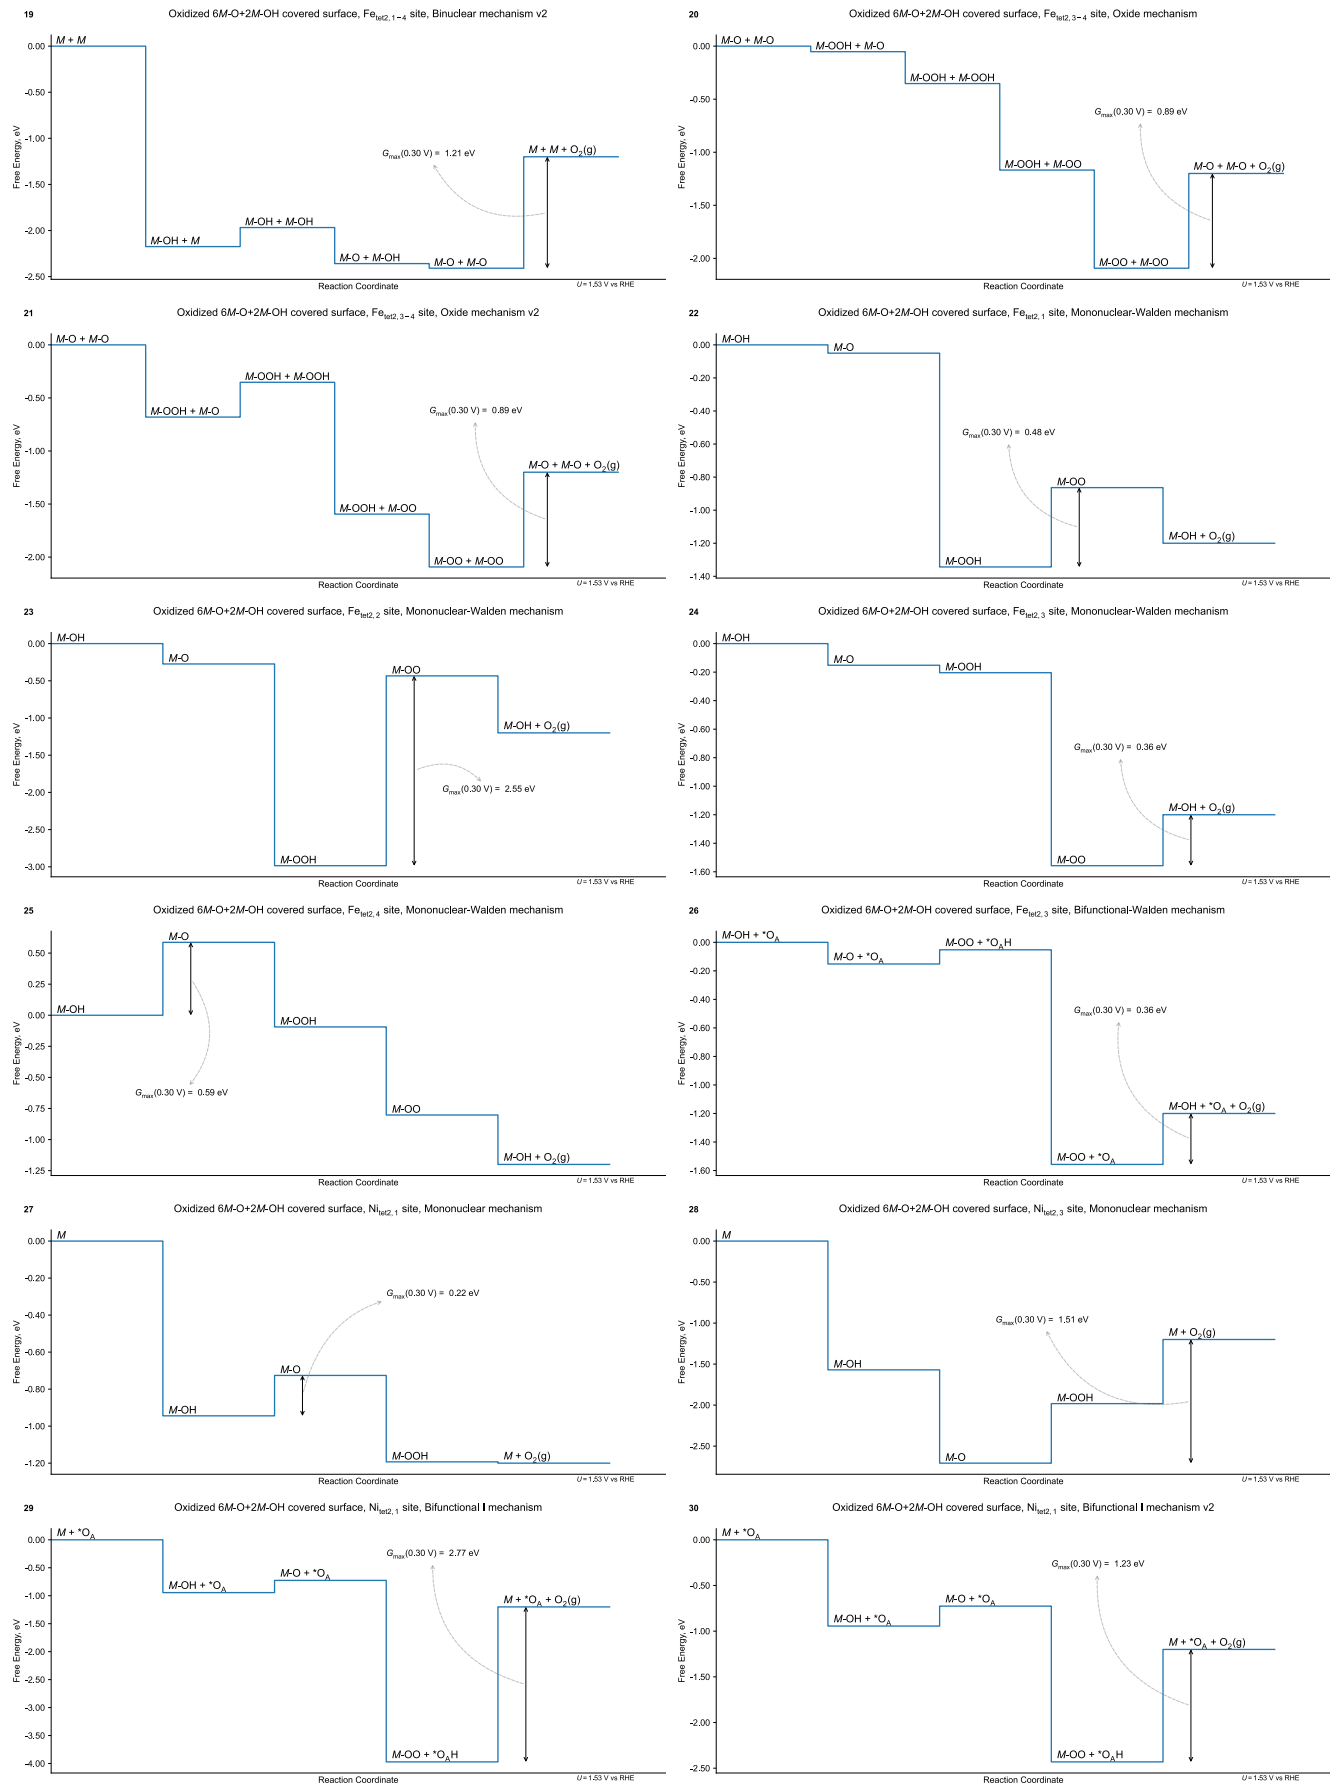 19
Oxidized 6M-O+2M-OH covered surface, Fe_tet2,1−4 site, Binuclear mechanism v2
Free Energy, eV
0.00
-0.50
-1.00
-1.50
-2.00
-2.50
M + M
M-OH + M
M-OH + M-OH
M-O + M-OH
M-O + M-O
M + M + O2(g)
Gmax(0.30 V) = 1.21 eV
Reaction Coordinate
U = 1.53 V vs RHE
20
Oxidized 6M-O+2M-OH covered surface, Fe_tet2,3−4 site, Oxide mechanism
Free Energy, eV
0.00
-0.50
-1.00
-1.50
-2.00
M-O + M-O
M-OOH + M-O
M-OOH + M-OOH
M-OOH + M-OO
M-OO + M-OO
M-O + M-O + O2(g)
Gmax(0.30 V) = 0.89 eV
Reaction Coordinate
U = 1.53 V vs RHE
21
Oxidized 6M-O+2M-OH covered surface, Fe_tet2,3−4 site, Oxide mechanism v2
Free Energy, eV
0.00
-0.50
-1.00
-1.50
-2.00
M-O + M-O
M-OOH + M-O
M-OOH + M-OOH
M-OOH + M-OO
M-OO + M-OO
M-O + M-O + O2(g)
Gmax(0.30 V) = 0.89 eV
Reaction Coordinate
U = 1.53 V vs RHE
22
Oxidized 6M-O+2M-OH covered surface, Fe_tet2,1 site, Mononuclear-Walden mechanism
Free Energy, eV
0.00
-0.20
-0.40
-0.60
-0.80
-1.00
-1.20
-1.40
M-OH
M-O
M-OOH
M-OO
M-OH + O2(g)
Gmax(0.30 V) = 0.48 eV
Reaction Coordinate
U = 1.53 V vs RHE
23
Oxidized 6M-O+2M-OH covered surface, Fe_tet2,2 site, Mononuclear-Walden mechanism
Free Energy, eV
0.00
-0.50
-1.00
-1.50
-2.00
-2.50
-3.00
M-OH
M-O
M-OOH
M-OO
M-OH + O2(g)
Gmax(0.30 V) = 2.55 eV
Reaction Coordinate
U = 1.53 V vs RHE
24
Oxidized 6M-O+2M-OH covered surface, Fe_tet2,3 site, Mononuclear-Walden mechanism
Free Energy, eV
0.00
-0.20
-0.40
-0.60
-0.80
-1.00
-1.20
-1.40
-1.60
M-OH
M-O
M-OOH
M-OO
M-OH + O2(g)
Gmax(0.30 V) = 0.36 eV
Reaction Coordinate
U = 1.53 V vs RHE
25
Oxidized 6M-O+2M-OH covered surface, Fe_tet2,4 site, Mononuclear-Walden mechanism
Free Energy, eV
0.50
0.25
0.00
-0.25
-0.50
-0.75
-1.00
-1.25
M-OH
M-O
M-OOH
M-OO
M-OH + O2(g)
Gmax(0.30 V) = 0.59 eV
Reaction Coordinate
U = 1.53 V vs RHE
26
Oxidized 6M-O+2M-OH covered surface, Fe_tet2,3 site, Bifunctional-Walden mechanism
Free Energy, eV
0.00
-0.20
-0.40
-0.60
-0.80
-1.00
-1.20
-1.40
-1.60
M-OH + *OA
M-O + *OA
M-OO + *OAH
M-OO + *OA
M-OH + *OA + O2(g)
Gmax(0.30 V) = 0.36 eV
Reaction Coordinate
U = 1.53 V vs RHE
27
Oxidized 6M-O+2M-OH covered surface, Ni_tet2,1 site, Mononuclear mechanism
Free Energy, eV
0.00
-0.20
-0.40
-0.60
-0.80
-1.00
-1.20
M
M-OH
M-O
M-OOH
M + O2(g)
Gmax(0.30 V) = 0.22 eV
Reaction Coordinate
U = 1.53 V vs RHE
28
Oxidized 6M-O+2M-OH covered surface, Ni_tet2,3 site, Mononuclear mechanism
Free Energy, eV
0.00
-0.50
-1.00
-1.50
-2.00
-2.50
M
M-OH
M-O
M-OOH
M + O2(g)
Gmax(0.30 V) = 1.51 eV
Reaction Coordinate
U = 1.53 V vs RHE
29
Oxidized 6M-O+2M-OH covered surface, Ni_tet2,1 site, Bifunctional I mechanism
Free Energy, eV
0.00
-0.50
-1.00
-1.50
-2.00
-2.50
-3.00
-3.50
-4.00
M + *OA
M-OH + *OA
M-O + *OA
M-OO + *OAH
M + *OA + O2(g)
Gmax(0.30 V) = 2.77 eV
Reaction Coordinate
U = 1.53 V vs RHE
30
Oxidized 6M-O+2M-OH covered surface, Ni_tet2,1 site, Bifunctional I mechanism v2
Free Energy, eV
0.00
-0.50
-1.00
-1.50
-2.00
-2.50
M + *OA
M-OH + *OA
M-O + *OA
M-OO + *OAH
M + *OA + O2(g)
Gmax(0.30 V) = 1.23 eV
Reaction Coordinate
U = 1.53 V vs RHE